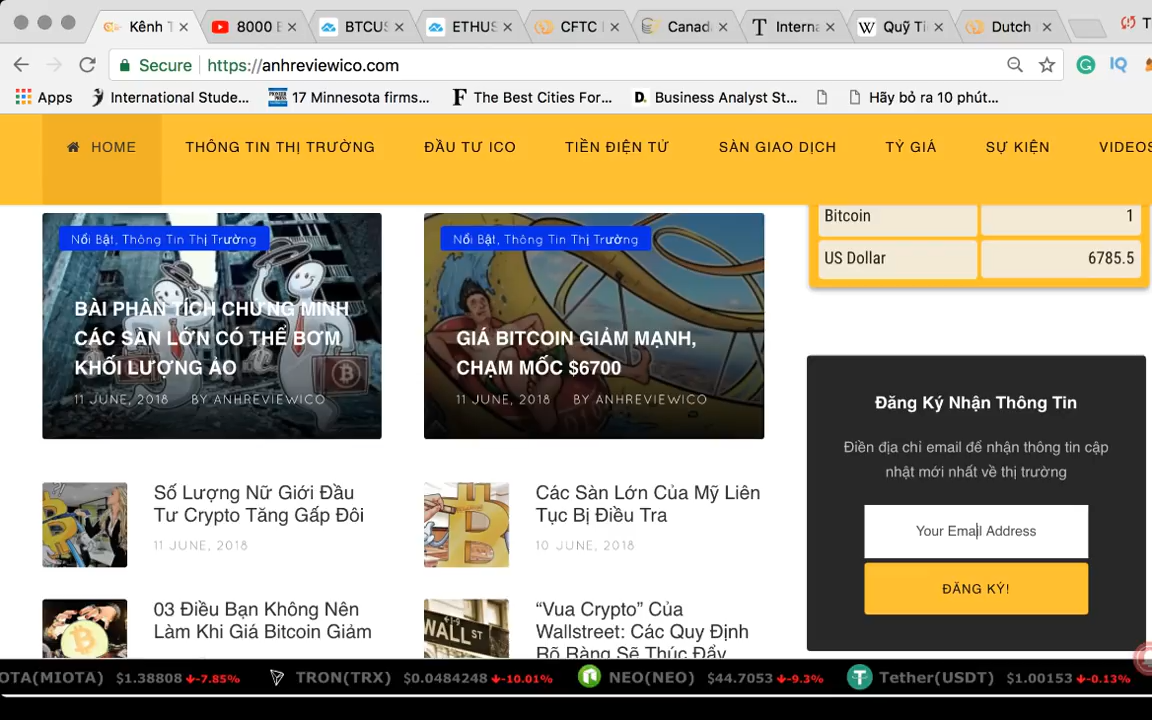 Kênh T
8000 E
BTCUS
ETHUS
CFTC
Canad
Interna
Quỹ Ti
Dutch
Secure
https://anhreviewico.com
Apps
International Stude...
17 Minnesota firms...
The Best Cities For...
Business Analyst St...
Hãy bỏ ra 10 phút...
HOME
THÔNG TIN THỊ TRƯỜNG
ĐẦU TƯ ICO
TIỀN ĐIỆN TỬ
SÀN GIAO DỊCH
TỶ GIÁ
SỰ KIỆN
VIDEOS
Bitcoin 1
US Dollar 6785.5
Nổi Bật, Thông Tin Thị Trường
BÀI PHÂN TÍCH CHỨNG MINH
CÁC SÀN LỚN CÓ THỂ BƠM
KHỐI LƯỢNG ẢO
11 JUNE, 2018 BY ANHREVIEWICO
Nổi Bật, Thông Tin Thị Trường
GIÁ BITCOIN GIẢM MẠNH,
CHẠM MỐC $6700
11 JUNE, 2018 BY ANHREVIEWICO
Đăng Ký Nhận Thông Tin
Điền địa chỉ email để nhận thông tin cập
nhật mới nhất về thị trường
Your Email Address
ĐĂNG KÝ!
Số Lượng Nữ Giới Đầu
Tư Crypto Tăng Gấp Đôi
11 JUNE, 2018
Các Sàn Lớn Của Mỹ Liên
Tục Bị Điều Tra
10 JUNE, 2018
03 Điều Bạn Không Nên
Làm Khi Giá Bitcoin Giảm
WALL ST
“Vua Crypto” Của
Wallstreet: Các Quy Định
Rõ Ràng Sẽ Thúc Đẩy
OTA(MIOTA) $1.38808 -7.85% TRON(TRX) $0.0484248 -10.01% NEO(NEO) $44.7053 -9.3% Tether(USDT) $1.00153 -0.13%